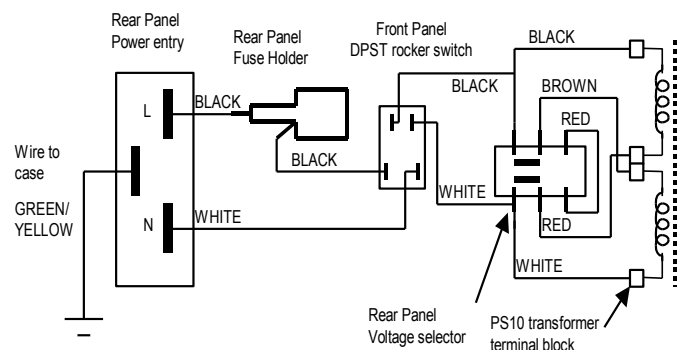 Rear Panel
Power entry
Rear Panel
Fuse Holder
Front Panel
DPST rocker switch
BLACK
L
BLACK
BLACK
BROWN
RED
Wire to
case
BLACK
WHITE
GREEN/
YELLOW
N
WHITE
RED
WHITE
Rear Panel
Voltage selector
PS10 transformer
terminal block